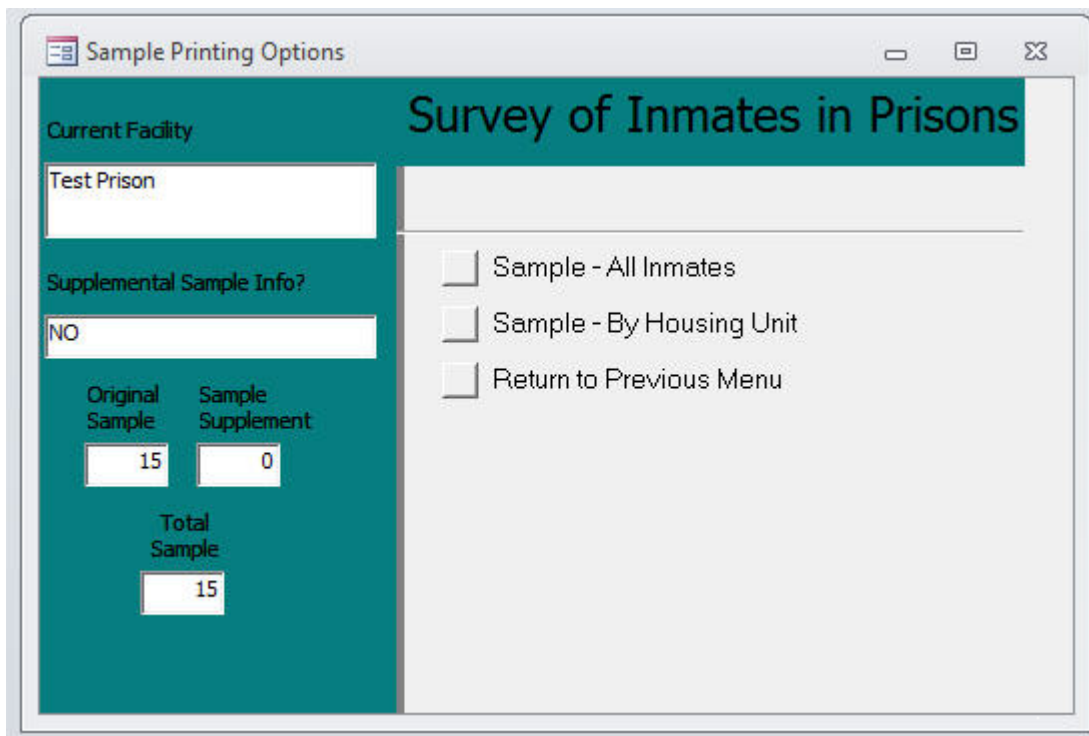 Sample Printing Options
Survey of Inmates in Prisons
Current Facility
Test Prison
Supplemental Sample Info?
NO
Original Sample
Sample Supplement
15 0
Total
Sample
15
Sample - All Inmates
Sample - By Housing Unit
Return to Previous Menu